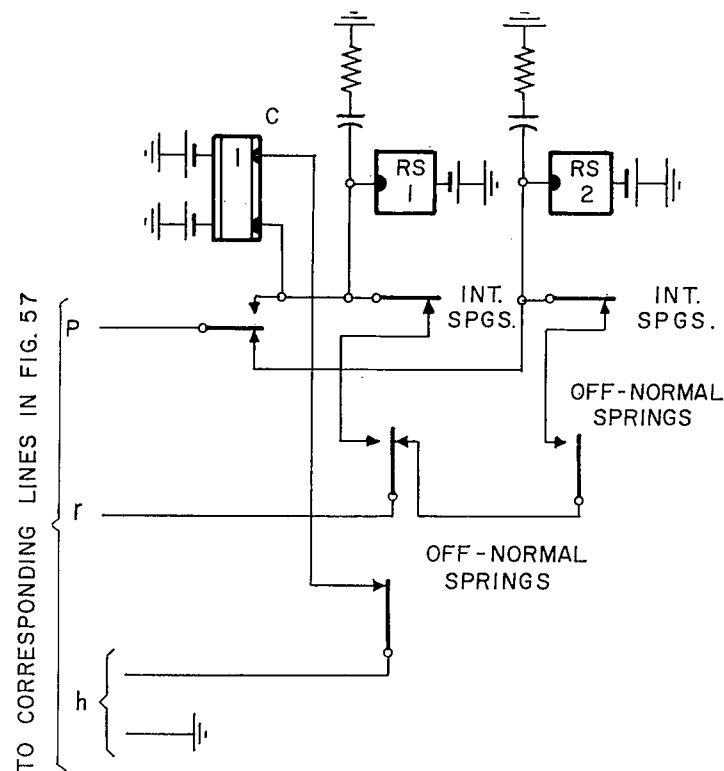 C
1
RS
1
RS
2
INT.
SPGS.
INT.
SPGS.
P
OFF-NORMAL
SPRINGS
r
OFF-NORMAL
SPRINGS
h
TO CORRESPONDING LINES IN FIG. 57